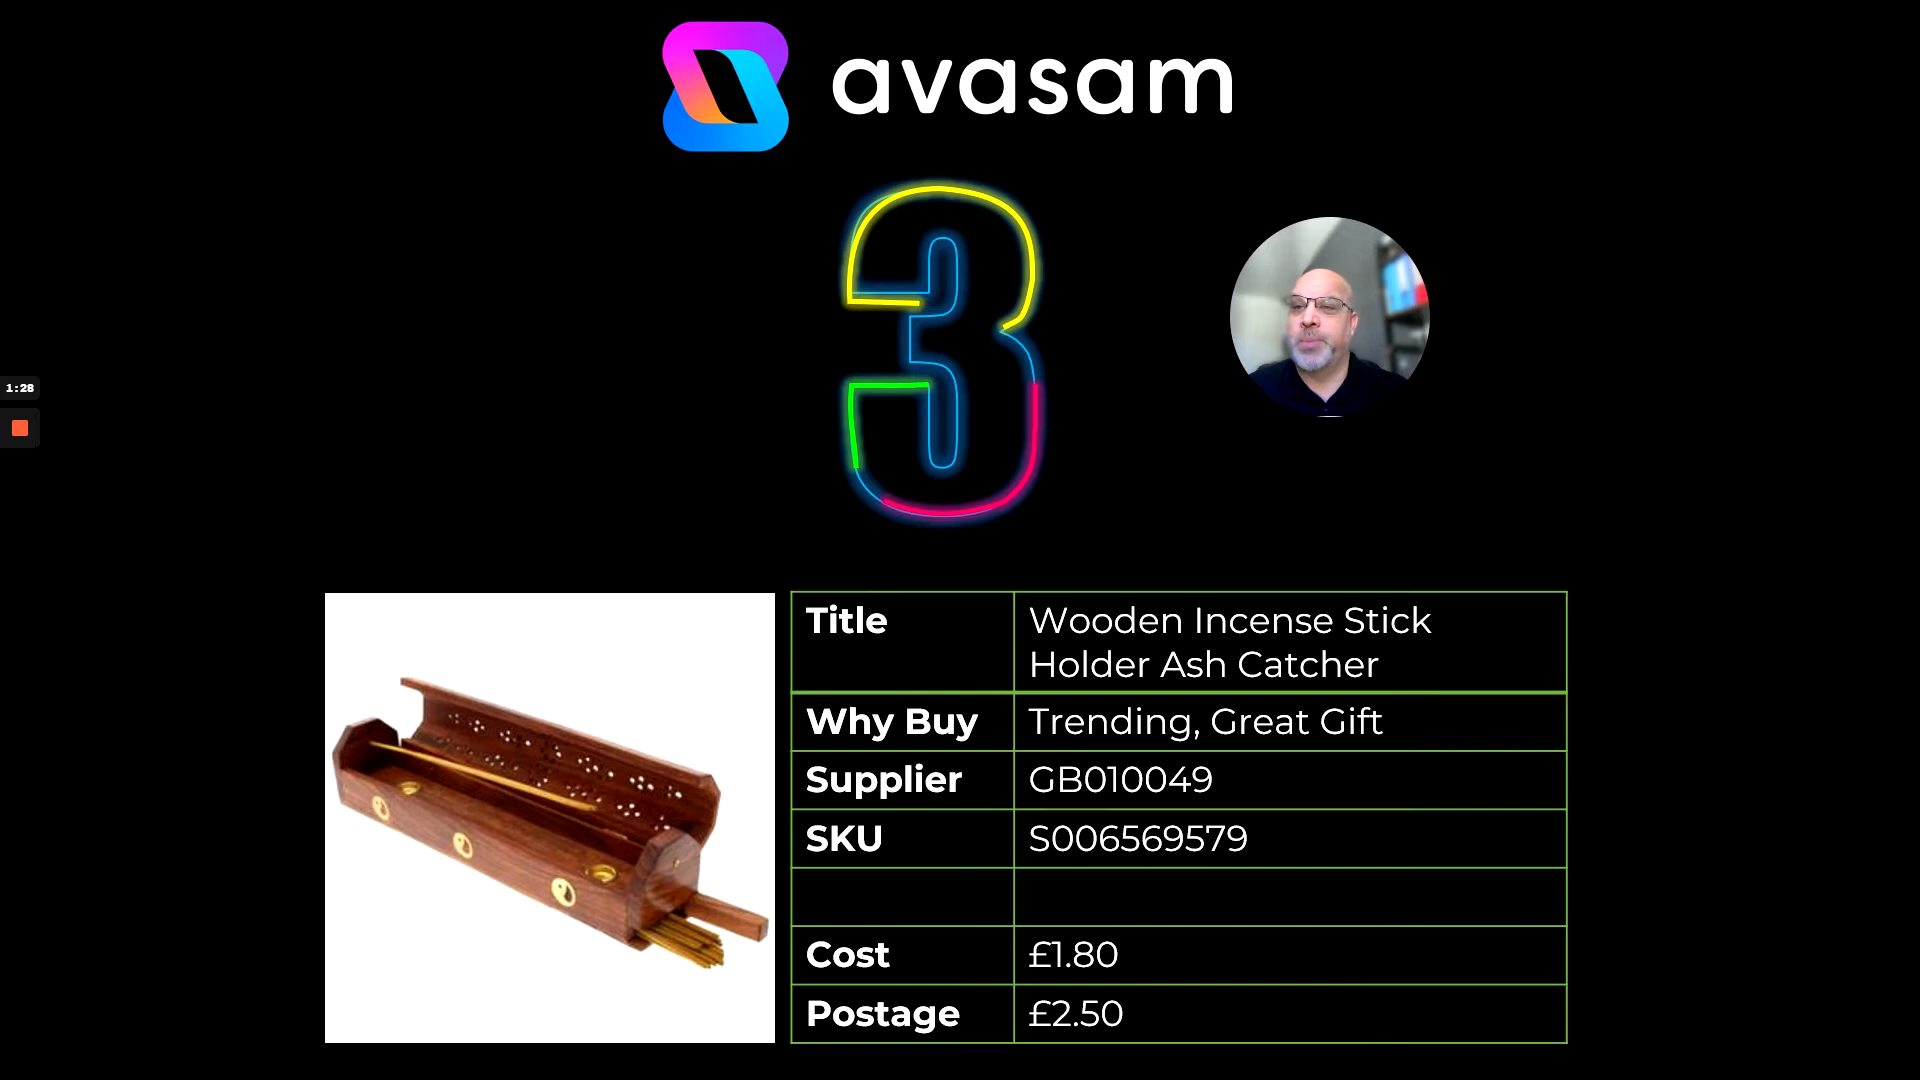 avasam
3
1:28
Title Wooden Incense Stick
Holder Ash Catcher
Why Buy Trending, Great Gift
Supplier GB010049
SKU S006569579
Cost £1.80
Postage £2.50